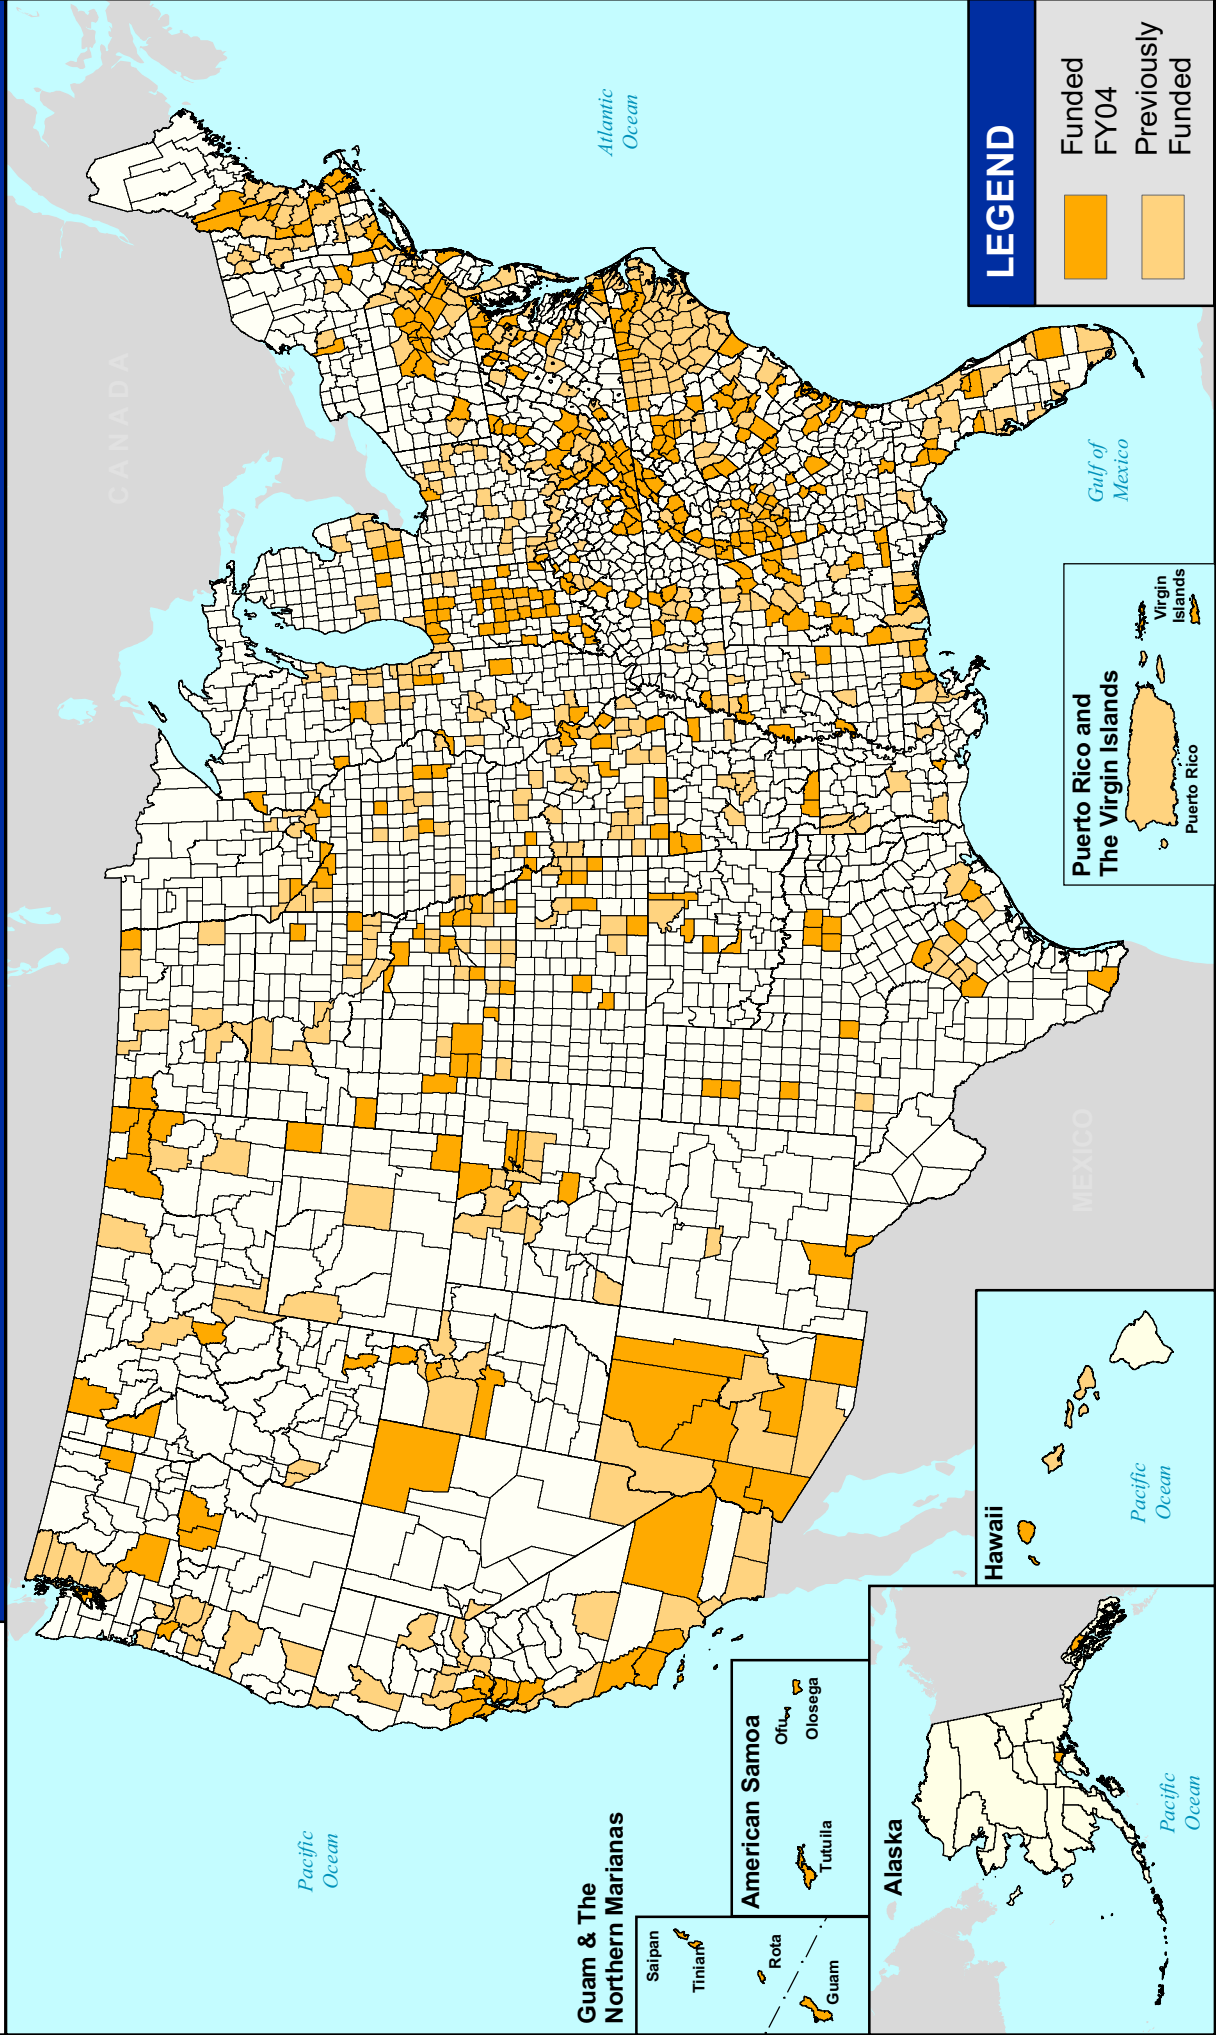 CANADA
Atlantic
Ocean
Pacific
Ocean
Gulf of
Mexico
MEXICO
LEGEND
Funded
FY04
Previously
Funded
Guam & The
Northern Marianas
Saipan
Tinian
Rota
Guam
American Samoa
Ofu
Olosega
Tutuila
Alaska
Pacific
Ocean
Hawaii
Pacific
Ocean
Puerto Rico and
The Virgin Islands
Puerto Rico
Virgin
Islands